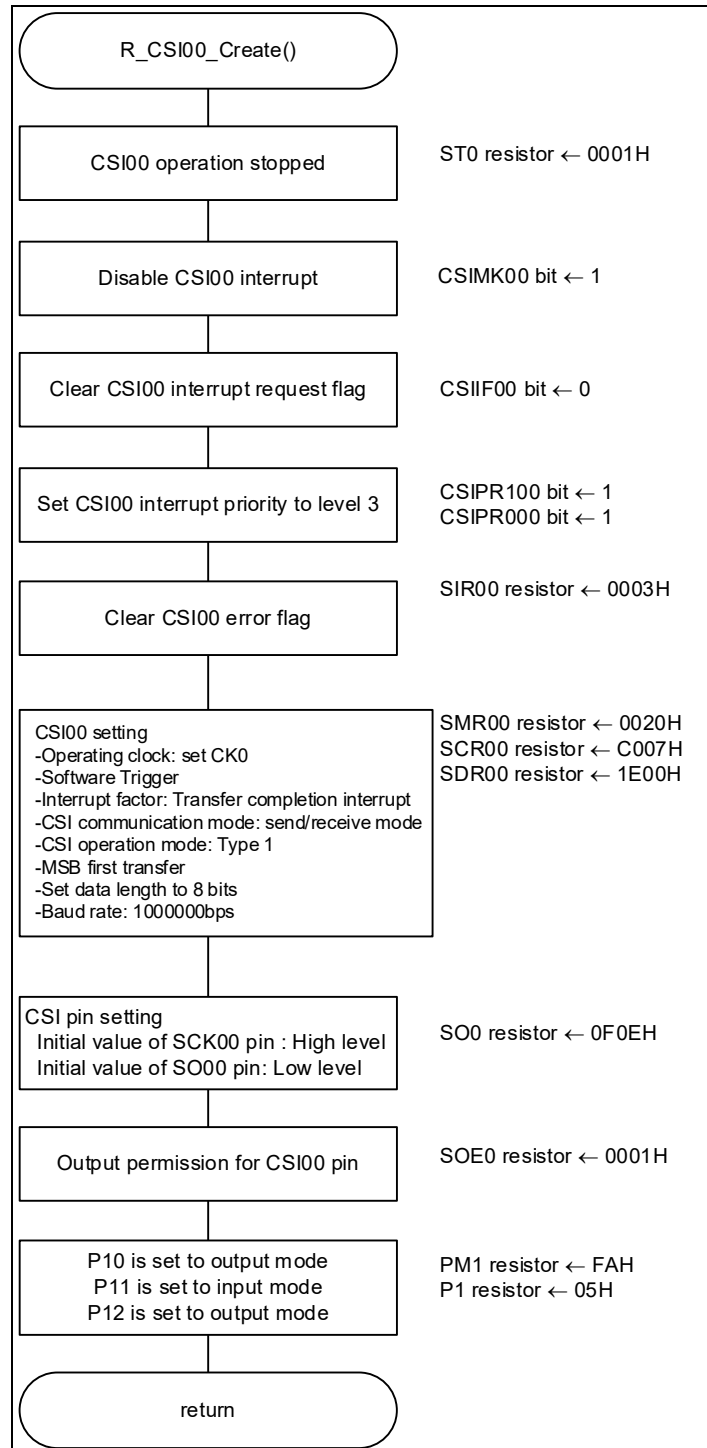 R_CSI00_Create()
CSI00 operation stopped
ST0 resistor ← 0001H
Disable CSI00 interrupt
CSIMK00 bit ← 1
Clear CSI00 interrupt request flag
CSIIF00 bit ← 0
Set CSI00 interrupt priority to level 3
CSIPR100 bit ← 1
CSIPR000 bit ← 1
Clear CSI00 error flag
SIR00 resistor ← 0003H
CSI00 setting
-Operating clock: set CK0
-Software Trigger
-Interrupt factor: Transfer completion interrupt
-CSI communication mode: send/receive mode
-CSI operation mode: Type 1
-MSB first transfer
-Set data length to 8 bits
-Baud rate: 1000000bps
SMR00 resistor ← 0020H
SCR00 resistor ← C007H
SDR00 resistor ← 1E00H
CSI pin setting
Initial value of SCK00 pin : High level
Initial value of SO00 pin: Low level
SO0 resistor ← 0F0EH
Output permission for CSI00 pin
SOE0 resistor ← 0001H
P10 is set to output mode
P11 is set to input mode
P12 is set to output mode
PM1 resistor ← FAH
P1 resistor ← 05H
return